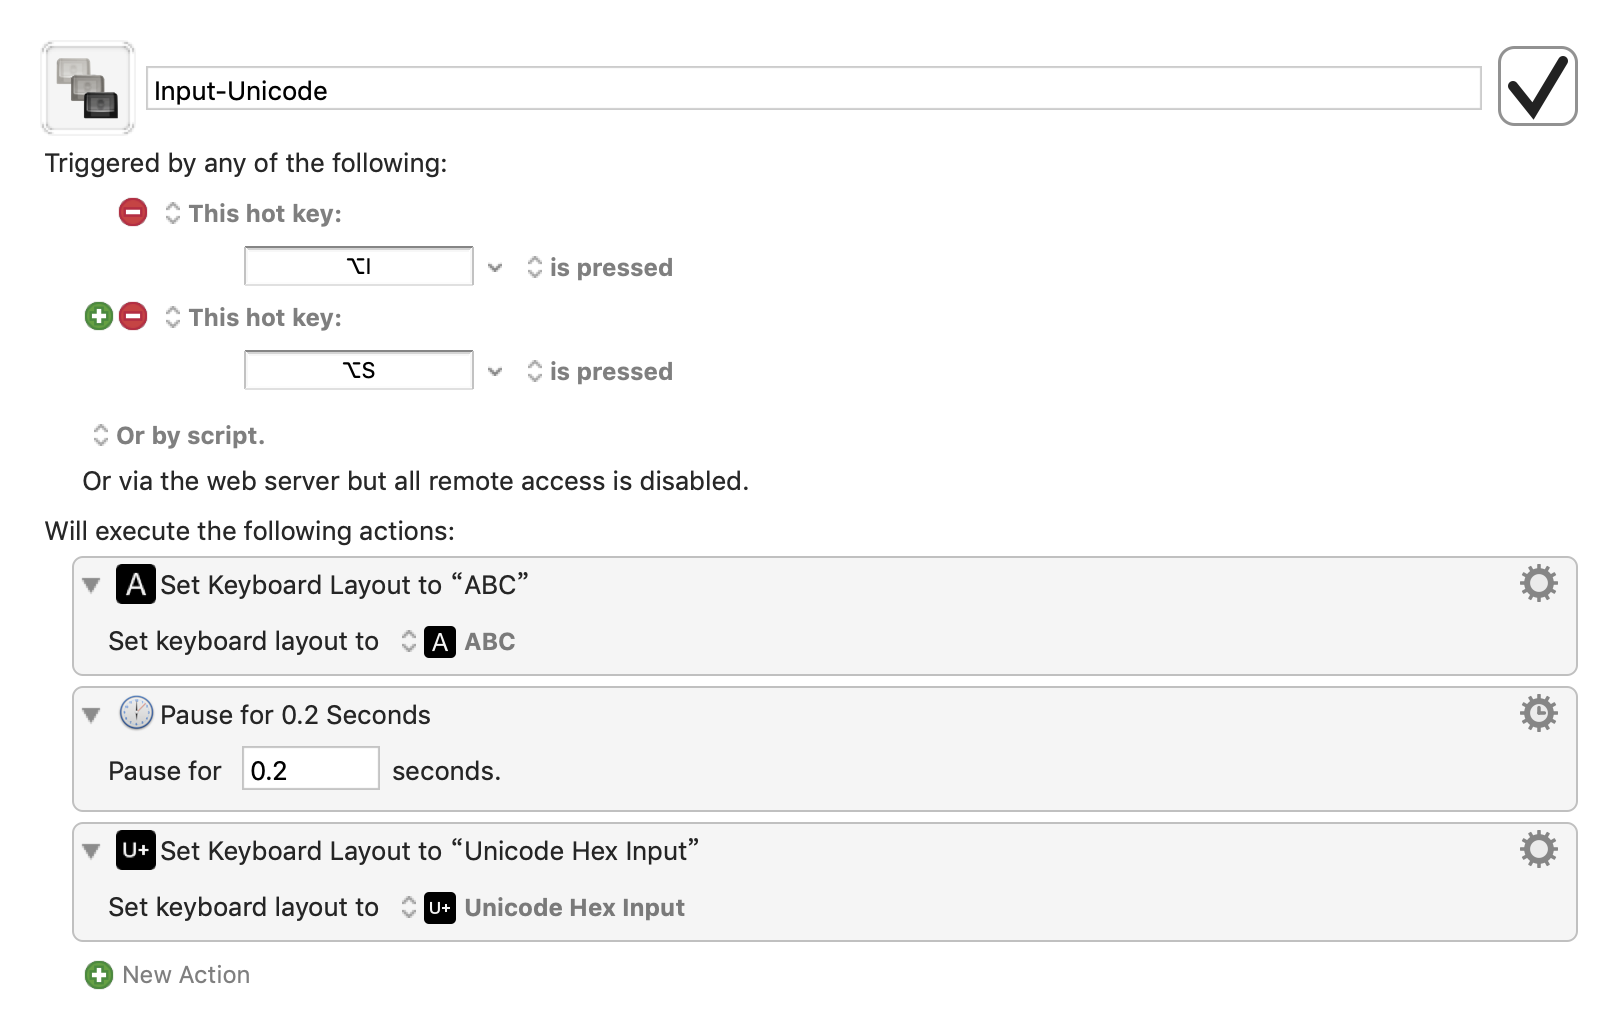 Input-Unicode
Triggered by any of the following:
This hot key:
⌥I is pressed
This hot key:
⌥S is pressed
Or by script.
Or via the web server but all remote access is disabled.
Will execute the following actions:
A Set Keyboard Layout to “ABC”
Set keyboard layout to A ABC
Pause for 0.2 Seconds
Pause for 0.2 seconds.
U+ Set Keyboard Layout to “Unicode Hex Input”
Set keyboard layout to U+ Unicode Hex Input
New Action